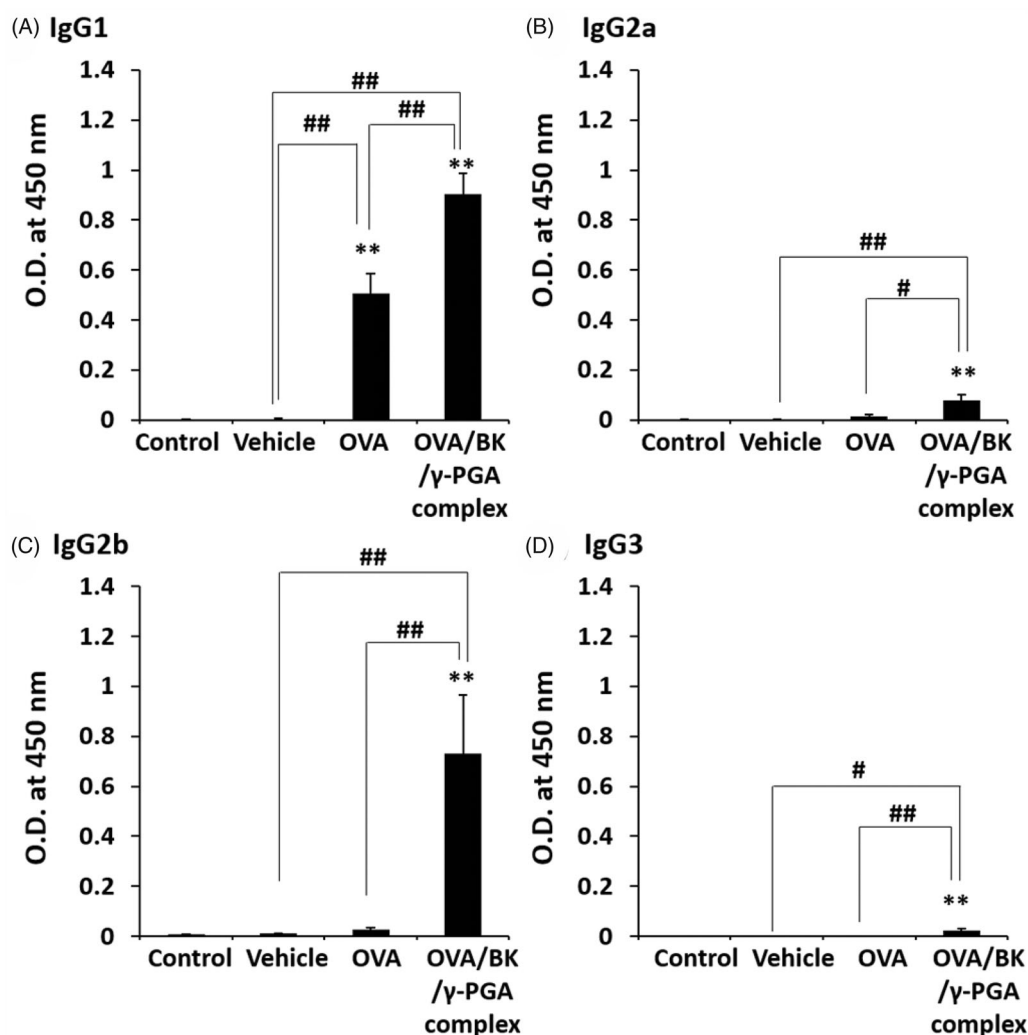 (A) IgG1
O.D. at 450 nm
1.4
1.2
1
0.8
0.6
0.4
0.2
0
##
##
##
**
**
Control Vehicle OVA OVA/BK
/γ-PGA
complex
(B) IgG2a
O.D. at 450 nm
1.4
1.2
1
0.8
0.6
0.4
0.2
0
##
#
**
Control Vehicle OVA OVA/BK
/γ-PGA
complex
(C) IgG2b
O.D. at 450 nm
1.4
1.2
1
0.8
0.6
0.4
0.2
0
##
##
**
Control Vehicle OVA OVA/BK
/γ-PGA
complex
(D) IgG3
O.D. at 450 nm
1.4
1.2
1
0.8
0.6
0.4
0.2
0
#
##
**
Control Vehicle OVA OVA/BK
/γ-PGA
complex